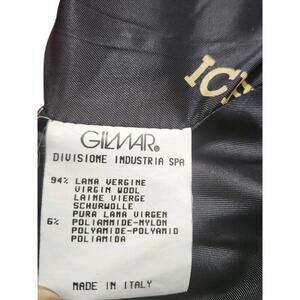 ICE
GILMAR
DIVISIONE INDUSTRIA SPA
94% LANA VERGINE
VIRGIN WOOL
LAINE VIERGE
SCHURWOLLE
PURA LANA VIRGEN
6% POLIAMMIDE-NYLON
POLYAMIDE-POLYAMID
POLIAMIDA
MADE IN ITALY